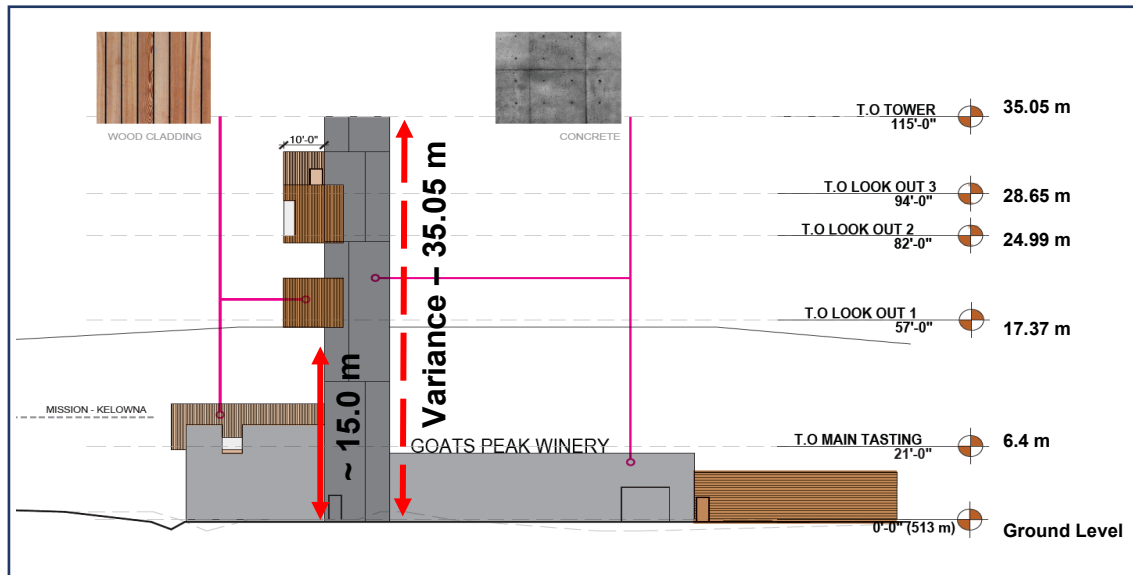 WOOD CLADDING
CONCRETE
T.O TOWER
115'-0"
35.05 m
10'-0"
Variance – 35.05 m
T.O LOOK OUT 3
94'-0"
28.65 m
T.O LOOK OUT 2
82'-0"
24.99 m
T.O LOOK OUT 1
57'-0"
17.37 m
~ 15.0 m
MISSION - KELOWNA
GOATS PEAK WINERY
T.O MAIN TASTING
21'-0"
6.4 m
0'-0" (513 m)
Ground Level